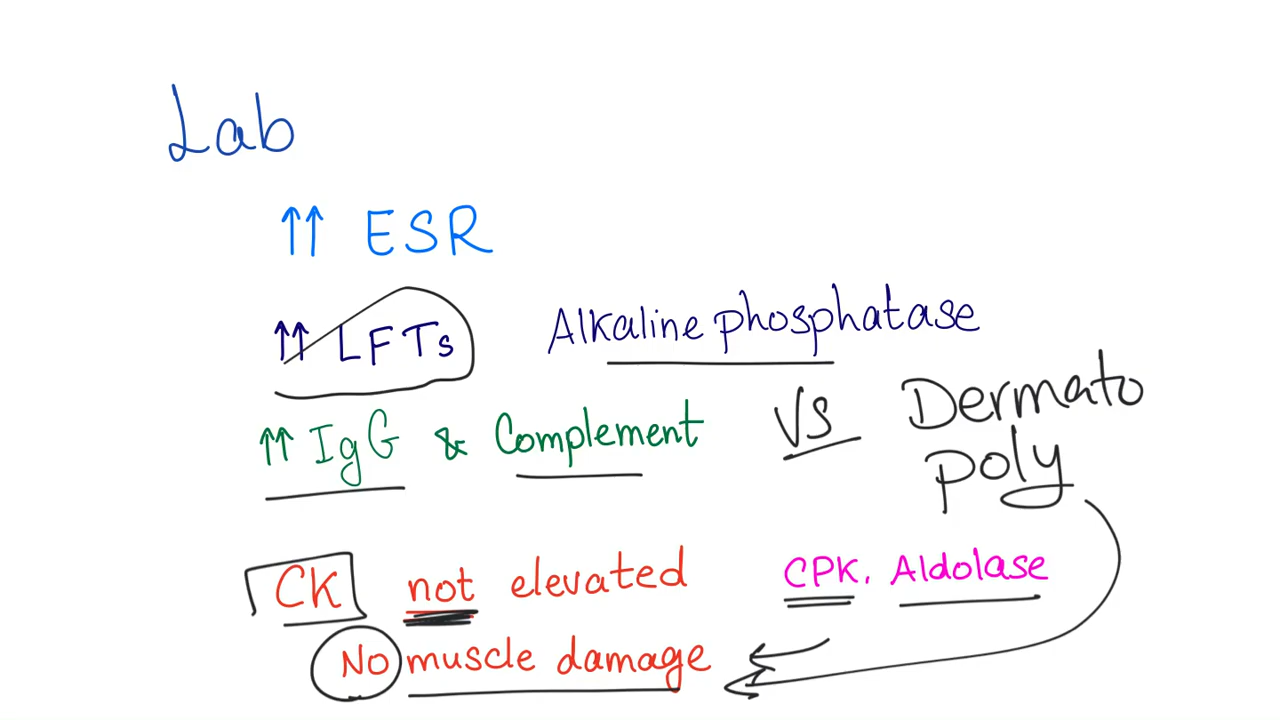 Lab
↑↑ ESR
↑↑ LFTs Alkaline phosphatase
↑↑ IgG & Complement VS Dermato
poly
CK not elevated CPK, Aldolase
No muscle damage